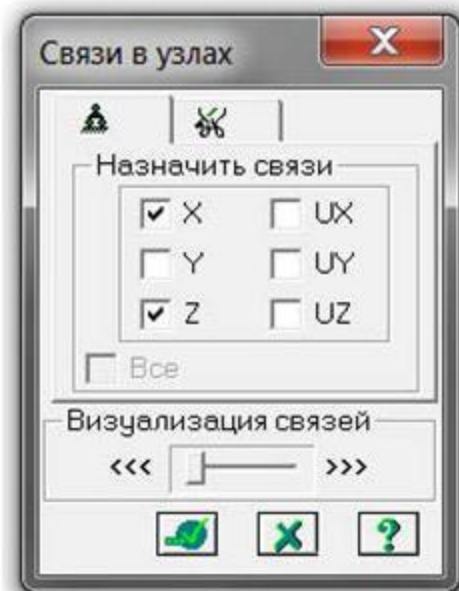 Связи в узлах
Назначить связи
X UX
Y UY
Z UZ
Все
Визуализация связей
<<< >>>
?